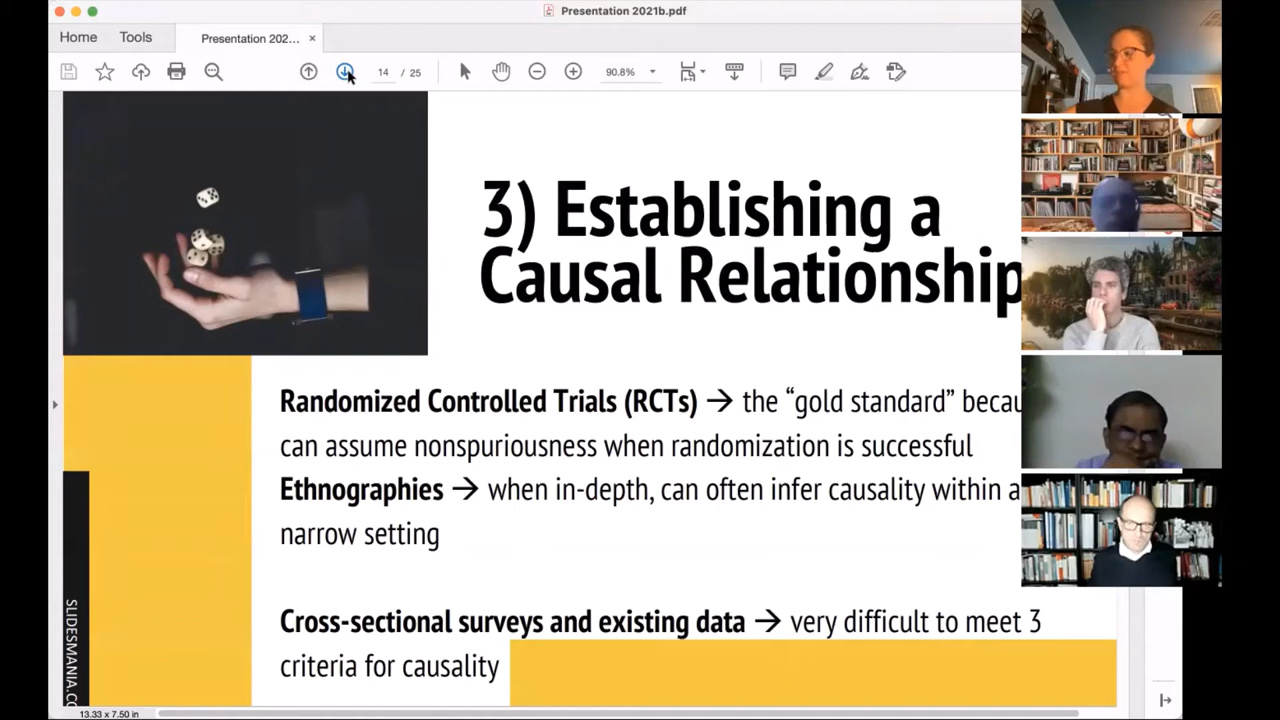 Presentation 2021b.pdf
Home
Tools
Presentation 202...
14 / 25
90.8%
3) Establishing a
Causal Relationship
Randomized Controlled Trials (RCTs) → the “gold standard” becau
can assume nonspuriousness when randomization is successful
Ethnographies → when in-depth, can often infer causality within a
narrow setting
Cross-sectional surveys and existing data → very difficult to meet 3
criteria for causality
SLIDESMANIA.CO
13.33 x 7.50 in